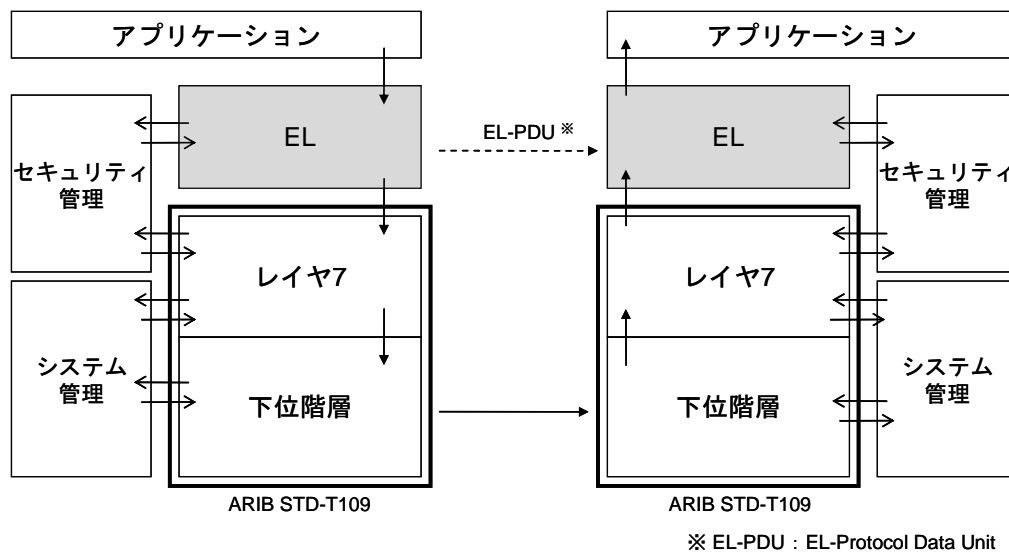 アプリケーション
アプリケーション
EL
EL-PDU ※
EL
セキュリティ
管理
セキュリティ
管理
レイヤ7
レイヤ7
システム
管理
システム
管理
下位階層
下位階層
ARIB STD-T109
ARIB STD-T109
※ EL-PDU : EL-Protocol Data Unit